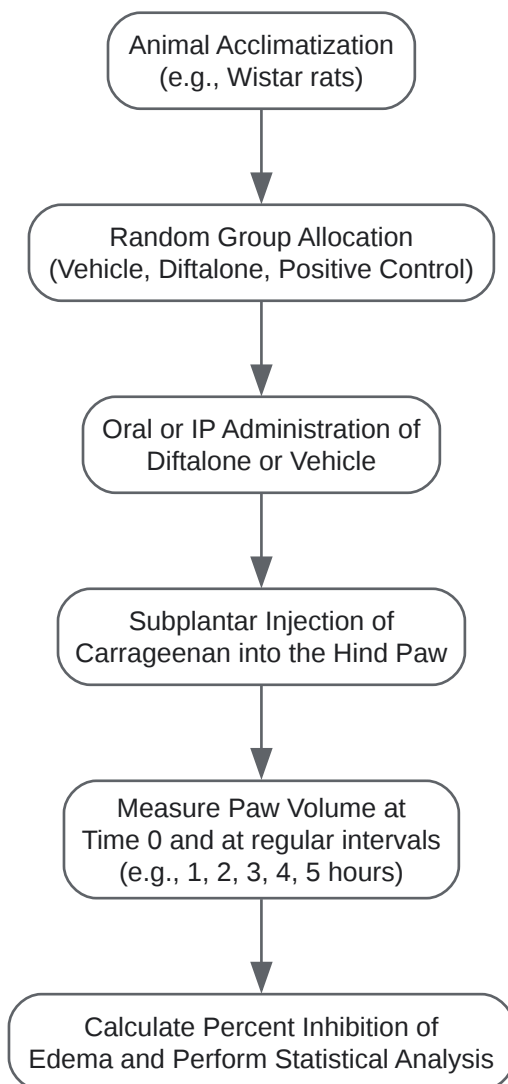 Animal Acclimatization
(e.g., Wistar rats)
Random Group Allocation
(Vehicle, Diftalone, Positive Control)
Oral or IP Administration of
Diftalone or Vehicle
Subplantar Injection of
Carrageenan into the Hind Paw
Measure Paw Volume at
Time 0 and at regular intervals
(e.g., 1, 2, 3, 4, 5 hours)
Calculate Percent Inhibition of
Edema and Perform Statistical Analysis